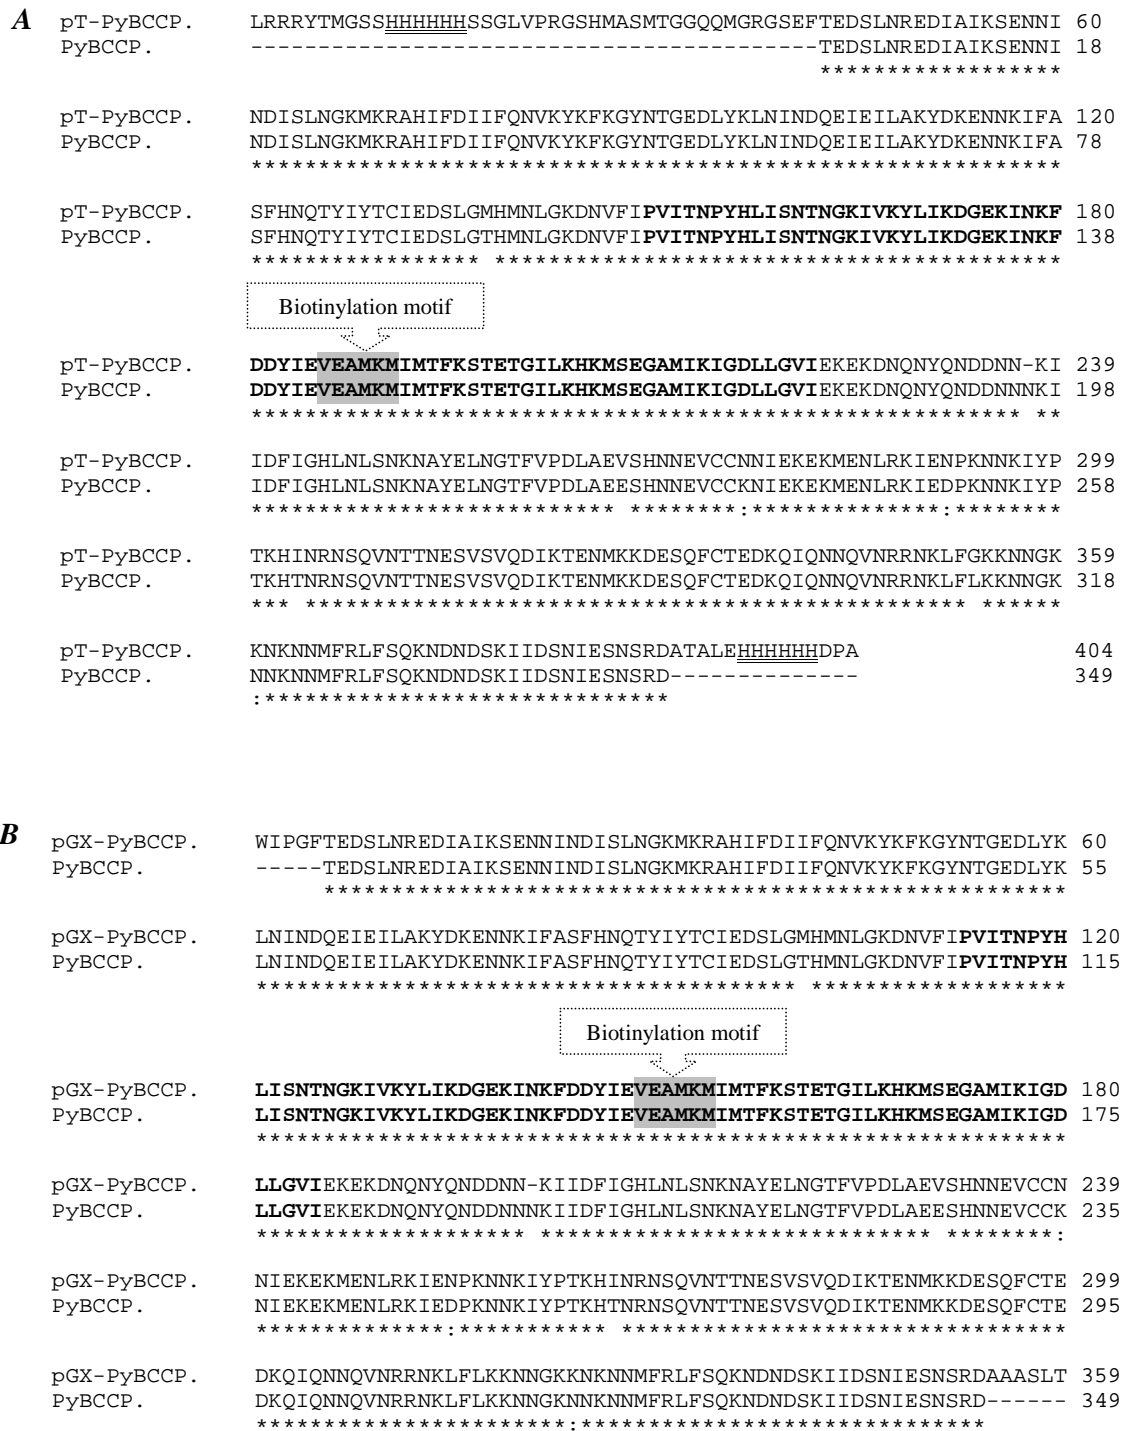 A pT-PyBCCP. LRRRYTMGSSHHHHHHSSGLVPRGSHMASMTGGQQMGRGSEFTEDSLNREDIAIKSENNI 60
PyBCCP. ------------------------------------------TEDSLNREDIAIKSENNI 18
******************
pT-PyBCCP. NDISLNGKMKRAHIFDIIFQNVKYKFKGYNTGEDLYKLNINDQEIEILAKYDKENNKIFA 120
PyBCCP. NDISLNGKMKRAHIFDIIFQNVKYKFKGYNTGEDLYKLNINDQEIEILAKYDKENNKIFA 78
************************************************************
pT-PyBCCP. SFHNQTYIYTCIEDSLGMHMNLGKDNVFIPVITNPYHLISNTNGKIVKYLIKDGEKINKF 180
PyBCCP. SFHNQTYIYTCIEDSLGTHMNLGKDNVFIPVITNPYHLISNTNGKIVKYLIKDGEKINKF 138
***************** ******************************************
Biotinylation motif
pT-PyBCCP. DDYIEVEAMKMIMTFKSTETGILKHKMSEGAMIKIGDLLGVIEKEKDNQNYQNDDNN-KI 239
PyBCCP. DDYIEVEAMKMIMTFKSTETGILKHKMSEGAMIKIGDLLGVIEKEKDNQNYQNDDNNNKI 198
********************************************************* **
pT-PyBCCP. IDFIGHLNLSNKNAYELNGTFVPDLAEVSHNNEVCCNNIEKEKMENLRKIENPKNNKIYP 299
PyBCCP. IDFIGHLNLSNKNAYELNGTFVPDLAEESHNNEVCCKNIEKEKMENLRKIEDPKNNKIYP 258
*************************** ********:**************:********
pT-PyBCCP. TKHINRNSQVNTTNESVSVQDIKTENMKKDESQFCTEDKQIQNNQVNRRNKLFGKKNNGK 359
PyBCCP. TKHTNRNSQVNTTNESVSVQDIKTENMKKDESQFCTEDKQIQNNQVNRRNKLFLKKNNGK 318
*** ************************************************* ******
pT-PyBCCP. KNKNNMFRLFSQKNDNDSKIIDSNIESNSRDATALEHHHHHHDPA 404
PyBCCP. NNKNNMFRLFSQKNDNDSKIIDSNIESNSRD-------------- 349
:******************************
B pGX-PyBCCP. WIPGFTEDSLNREDIAIKSENNINDISLNGKMKRAHIFDIIFQNVKYKFKGYNTGEDLYK 60
PyBCCP. -----TEDSLNREDIAIKSENNINDISLNGKMKRAHIFDIIFQNVKYKFKGYNTGEDLYK 55
*******************************************************
pGX-PyBCCP. LNINDQEIEILAKYDKENNKIFASFHNQTYIYTCIEDSLGMHMNLGKDNVFIPVITNPYH 120
PyBCCP. LNINDQEIEILAKYDKENNKIFASFHNQTYIYTCIEDSLGTHMNLGKDNVFIPVITNPYH 115
**************************************** *******************
Biotinylation motif
pGX-PyBCCP. LISNTNGKIVKYLIKDGEKINKFDDYIEVEAMKMIMTFKSTETGILKHKMSEGAMIKIGD 180
PyBCCP. LISNTNGKIVKYLIKDGEKINKFDDYIEVEAMKMIMTFKSTETGILKHKMSEGAMIKIGD 175
************************************************************
pGX-PyBCCP. LLGVIEKEKDNQNYQNDDNN-KIIDFIGHLNLSNKNAYELNGTFVPDLAEVSHNNEVCCN 239
PyBCCP. LLGVIEKEKDNQNYQNDDNNNKIIDFIGHLNLSNKNAYELNGTFVPDLAEESHNNEVCCK 235
******************** ***************************** ********:
pGX-PyBCCP. NIEKEKMENLRKIENPKNNKIYPTKHINRNSQVNTTNESVSVQDIKTENMKKDESQFCTE 299
PyBCCP. NIEKEKMENLRKIEDPKNNKIYPTKHTNRNSQVNTTNESVSVQDIKTENMKKDESQFCTE 295
**************:*********** *********************************
pGX-PyBCCP. DKQIQNNQVNRRNKLFLKKNNGKKNKNNMFRLFSQKNDNDSKIIDSNIESNSRDAAASLT 359
PyBCCP. DKQIQNNQVNRRNKLFLKKNNGKNNKNNMFRLFSQKNDNDSKIIDSNIESNSRD------ 349
***********************:******************************